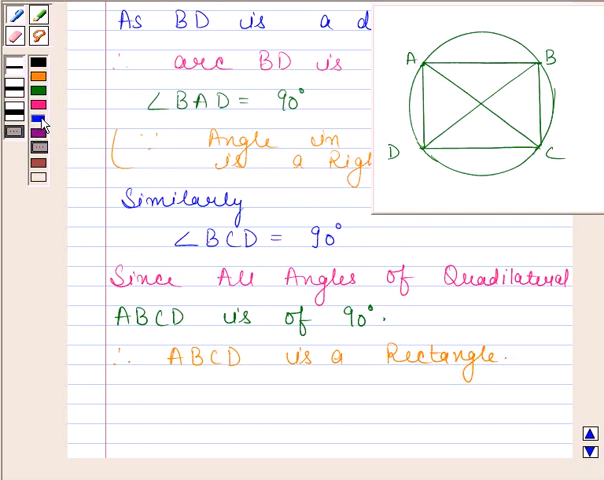 As BD is a d
∴ arc BD is
∠BAD = 90°
(∵ Angle in
is a Righ
Similarly
∠BCD = 90°
Since All Angles of Quadilatural
ABCD is of 90°.
∴ ABCD is a Rectangle.
A B
D C